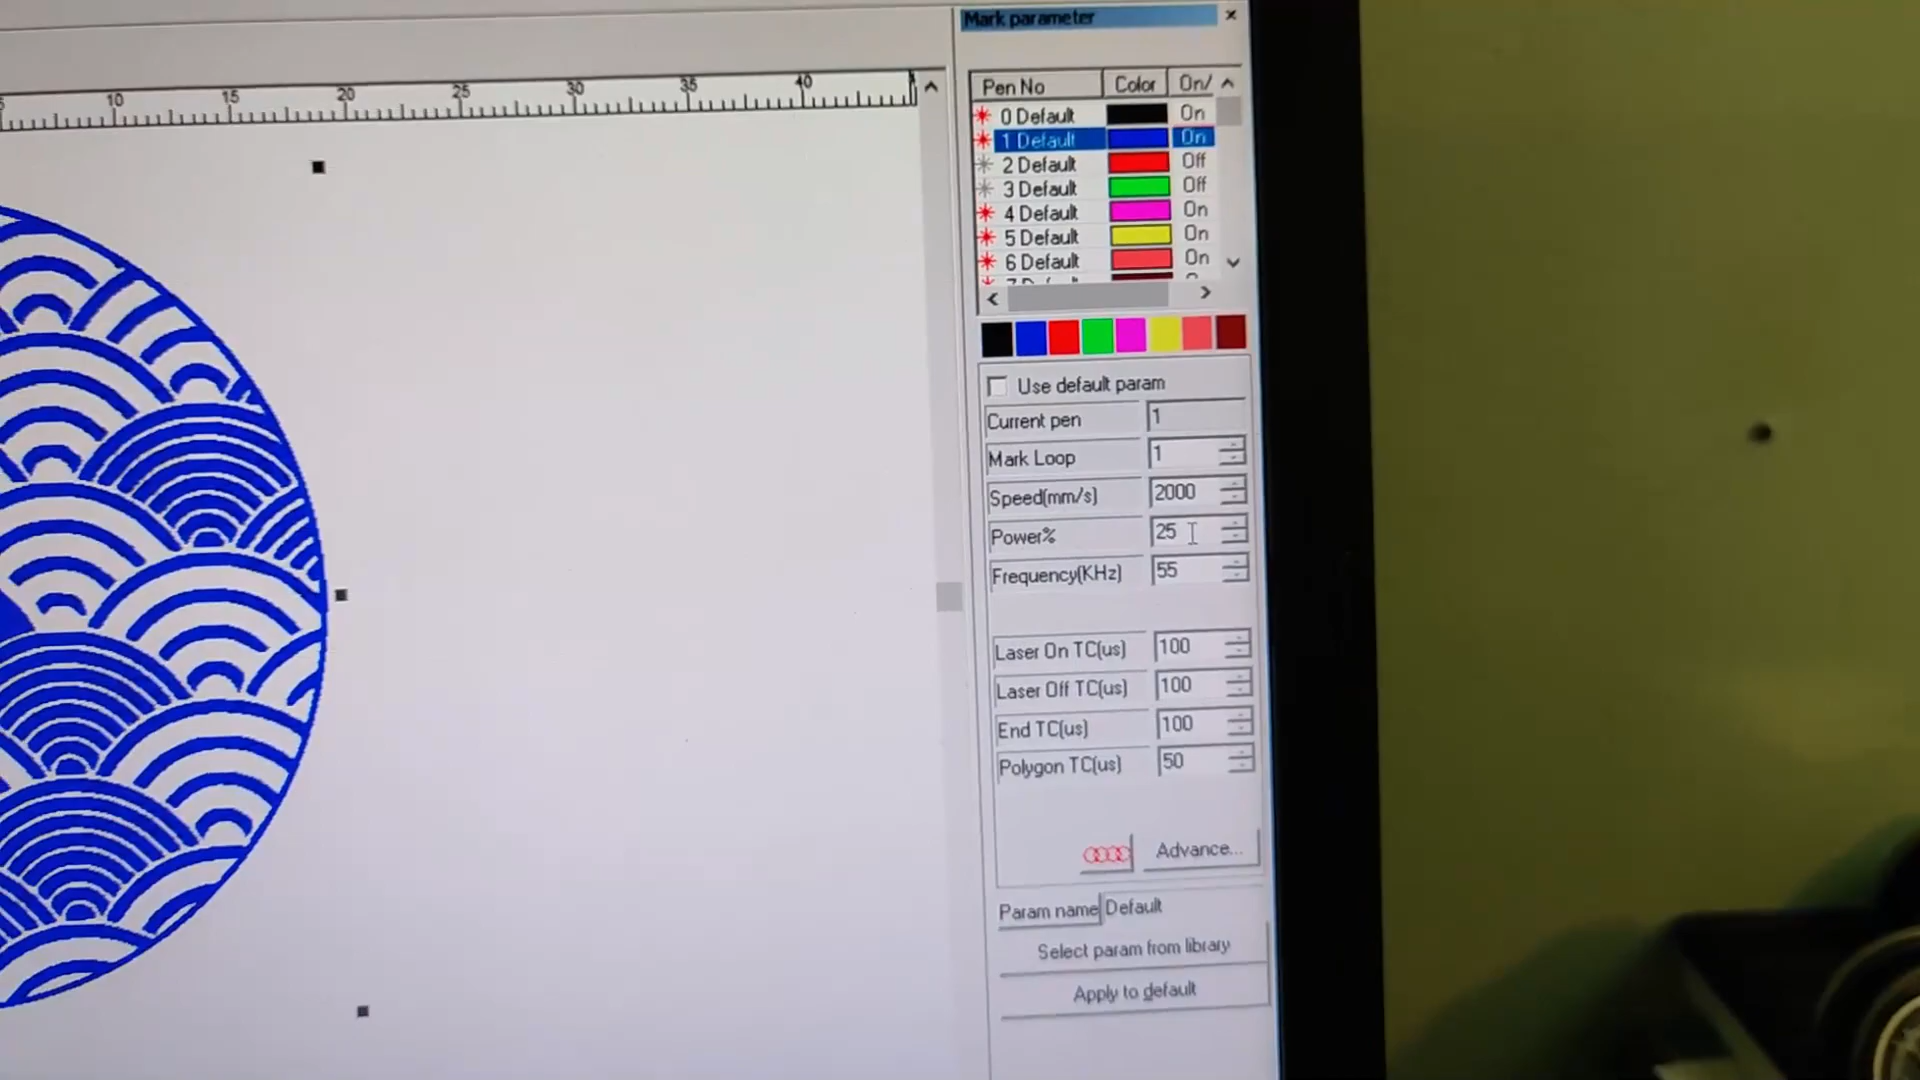 Mark parameter
10 15 20 25 30 35 40
Pen No Color On/
0 Default On
1 Default On
2 Default Off
3 Default Off
4 Default On
5 Default On
6 Default On
Use default param
Current pen 1
Mark Loop 1
Speed(mm/s) 2000
Power% 25
Frequency(KHz) 55
Laser On TC(us) 100
Laser Off TC(us) 100
End TC(us) 100
Polygon TC(us) 50
Advance...
Param name Default
Select param from library
Apply to default